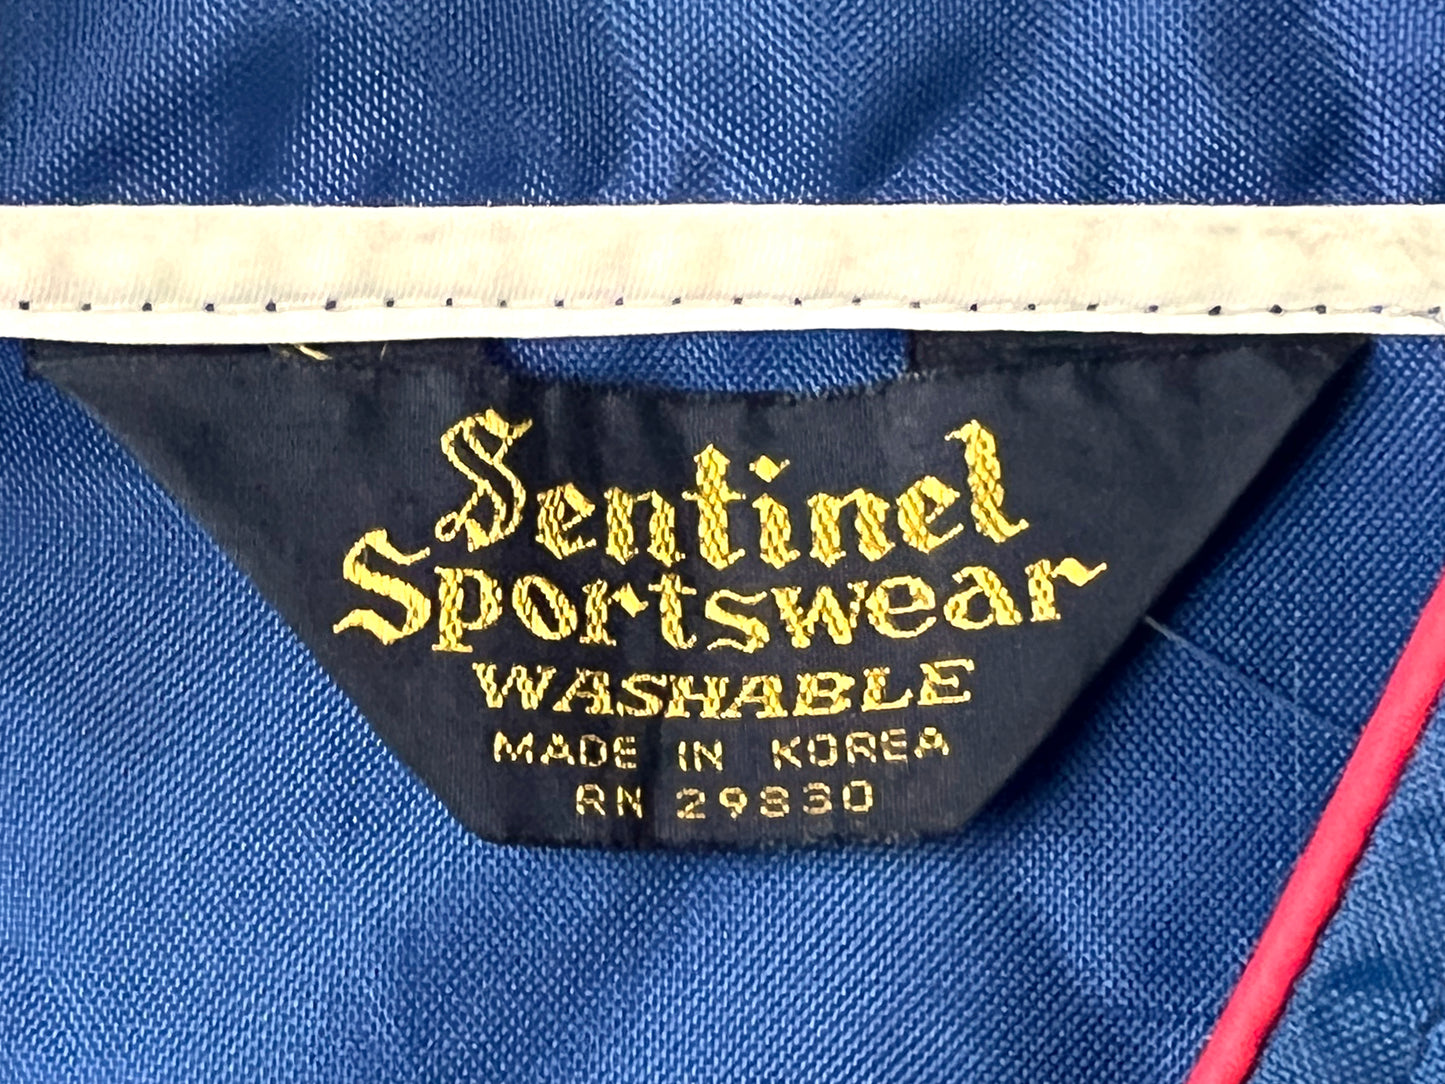 Sentinel
Sportswear
WASHABLE
MADE IN KOREA
RN 29830